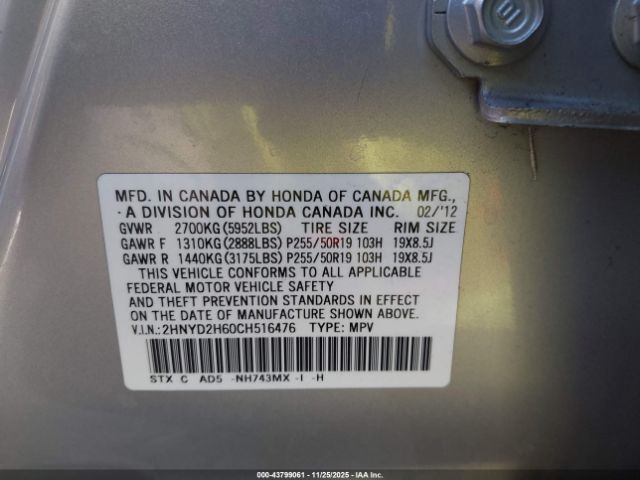 MFD. IN CANADA BY HONDA OF CANADA MFG.,
A DIVISION OF HONDA CANADA INC. 02/'12
GVWR 2700KG (5952LBS) TIRE SIZE RIM SIZE
GAWR F 1310KG (2888LBS) P255/50R19 103H 19X8.5J
GAWR R 1440KG (3175LBS) P255/50R19 103H 19X8.5J
THIS VEHICLE CONFORMS TO ALL APPLICABLE
FEDERAL MOTOR VEHICLE SAFETY
AND THEFT PREVENTION STANDARDS IN EFFECT
ON THE DATE OF MANUFACTURE SHOWN ABOVE.
V.I.N.: 2HNYD2H60CH516476 TYPE: MPV
STX C AD5 -NH743MX -I -H
000-43799061 - 11/25/2025 - IAA Inc.